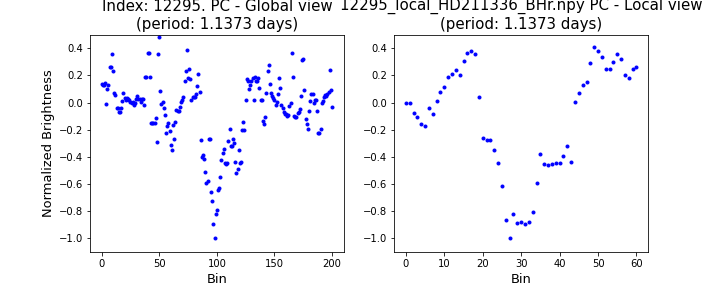 Index: 12295. PC - Global view
(period: 1.1373 days)
12295_local_HD211336_BHr.npy PC - Local view
(period: 1.1373 days)
Normalized Brightness
0.4
0.2
0.0
−0.2
−0.4
−0.6
−0.8
−1.0
0 50 100 150 200
Bin
0.4
0.2
0.0
−0.2
−0.4
−0.6
−0.8
−1.0
0 10 20 30 40 50 60
Bin